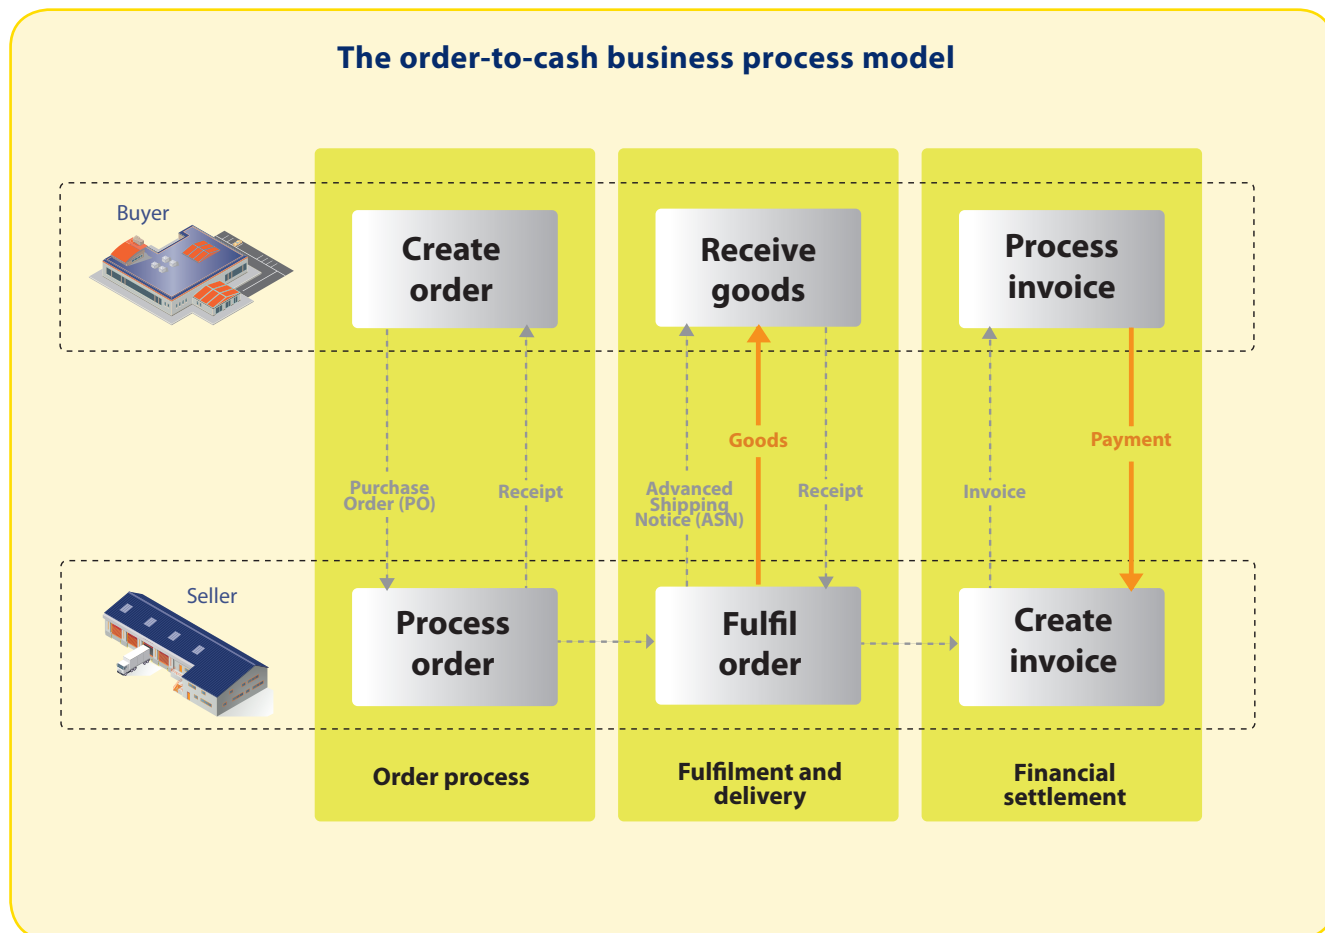 The order-to-cash business process model
Buyer
Create
order
Receive
goods
Process
invoice
Goods
Payment
Purchase
Order (PO)
Receipt
Advanced
Shipping
Notice (ASN)
Receipt
Invoice
Seller
Process
order
Fulfil
order
Create
invoice
Order process
Fulfilment and
delivery
Financial
settlement